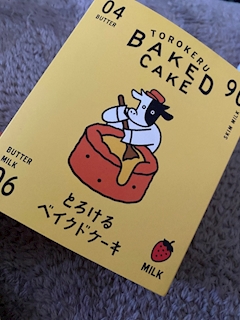 04
BUTTER
TOROKERU
BAKED
CAKE
90
SKIM MILK
BUTTER
MILK
06
とろける
ベイクドケーキ
MILK